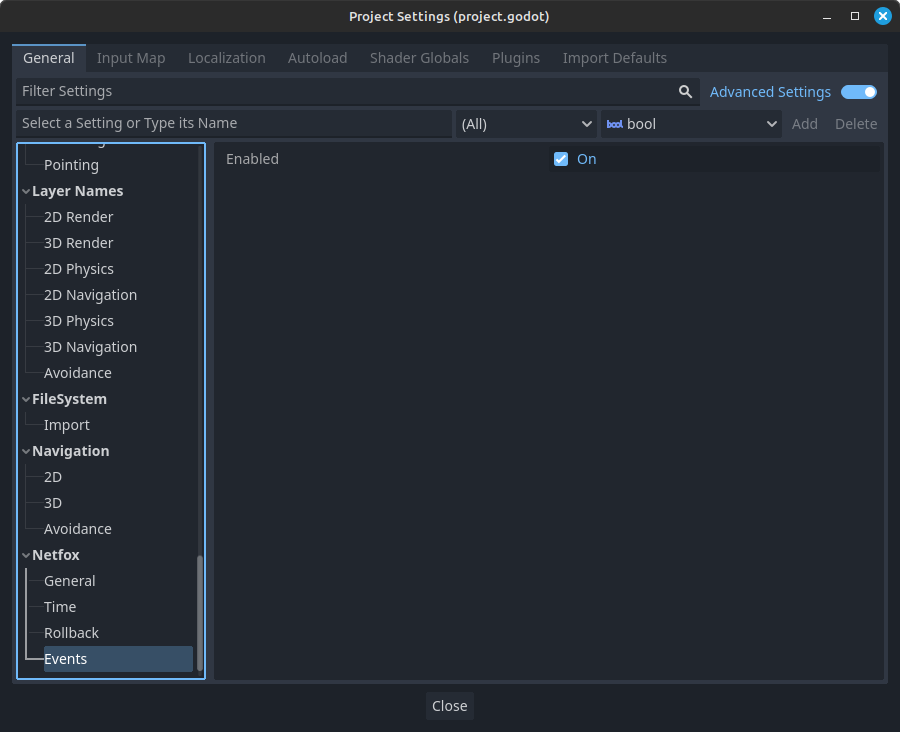 Project Settings (project.godot)
General Input Map Localization Autoload Shader Globals Plugins Import Defaults
Filter Settings Advanced Settings
Select a Setting or Type its Name (All) bool bool Add Delete
Enabled On
Pointing
Layer Names
2D Render
3D Render
2D Physics
2D Navigation
3D Physics
3D Navigation
Avoidance
FileSystem
Import
Navigation
2D
3D
Avoidance
Netfox
General
Time
Rollback
Events
Close